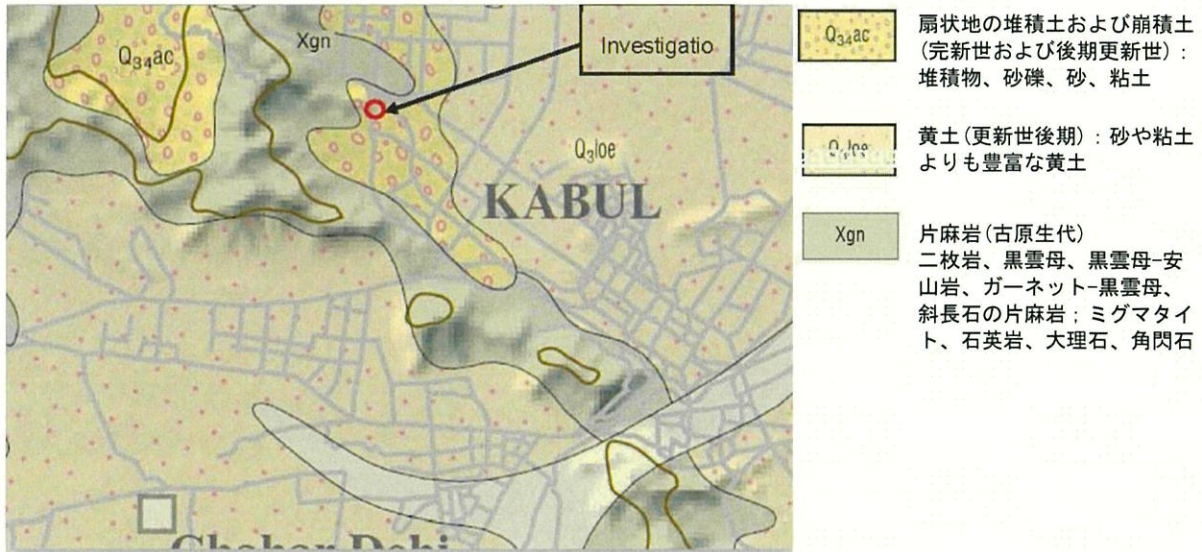 Q34ac
Xgn
Investigatio
Q3loe
KABUL
Q34ac
扇状地の堆積土および崩積土
(完新世および後期更新世)：
堆積物、砂礫、砂、粘土
黄土(更新世後期)：砂や粘土
よりも豊富な黄土
Xgn
片麻岩(古原生代)
二枚岩、黒雲母、黒雲母-安
山岩、ガーネット-黒雲母、
斜長石の片麻岩；ミグマタイ
ト、石英岩、大理石、角閃石